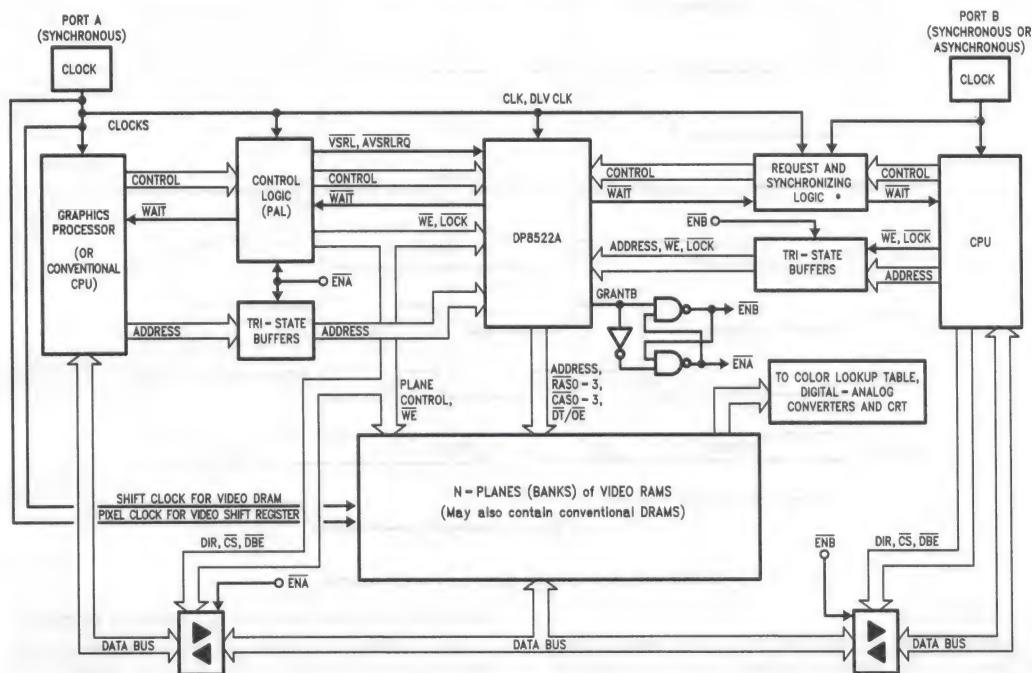 PORT A
(SYNCHRONOUS)
PORT B
(SYNCHRONOUS OR
ASYNCHRONOUS)
CLOCK
CLOCK
CLK, DLV CLK
CLOCKS
VSRL, AVSRLRQ
CONTROL
CONTROL
CONTROL
CONTROL
WAIT
WAIT
WAIT
WAIT
GRAPHICS
PROCESSOR
(OR
CONVENTIONAL
CPU)
CONTROL
LOGIC
(PAL)
DP8522A
REQUEST AND
SYNCHRONIZING
LOGIC *
CPU
WE, LOCK
ENB
ADDRESS, WE, LOCK
TRI-STATE
BUFFERS
WE, LOCK
ADDRESS
ENA
GRANTB
ENB
ADDRESS
TRI-STATE
BUFFERS
ADDRESS
ENA
PLANE
CONTROL,
WE
ADDRESS,
RAS0-3,
CAS0-3,
DT/OE
TO COLOR LOOKUP TABLE,
DIGITAL-ANALOG
CONVERTERS AND CRT
N-PLANES (BANKS) of VIDEO RAMS
(May also contain conventional DRAMS)
SHIFT CLOCK FOR VIDEO DRAM
PIXEL CLOCK FOR VIDEO SHIFT REGISTER
DIR, CS, DBE
ENA
ENB
DIR, CS, DBE
DATA BUS
DATA BUS
DATA BUS